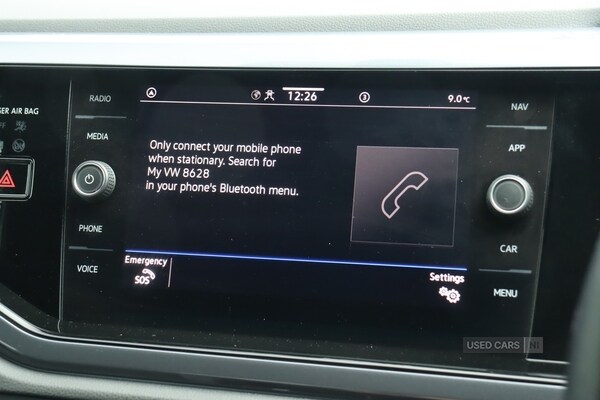 12:26
3
9.0°C
SER AIR BAG
RADIO
MEDIA
PHONE
VOICE
Only connect your mobile phone
when stationary. Search for
My VW 8628
in your phone's Bluetooth menu.
Emergency
SOS
Settings
NAV
APP
CAR
MENU
USED CARS NI